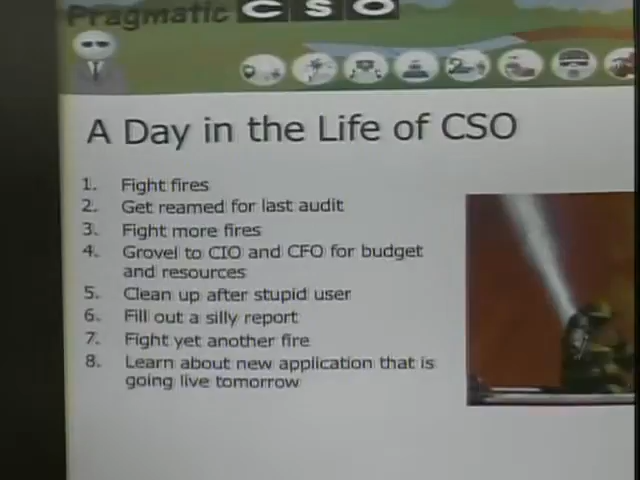 Pragmatic CSO
A Day in the Life of CSO
1. Fight fires
2. Get reamed for last audit
3. Fight more fires
4. Grovel to CIO and CFO for budget
and resources
5. Clean up after stupid user
6. Fill out a silly report
7. Fight yet another fire
8. Learn about new application that is
going live tomorrow